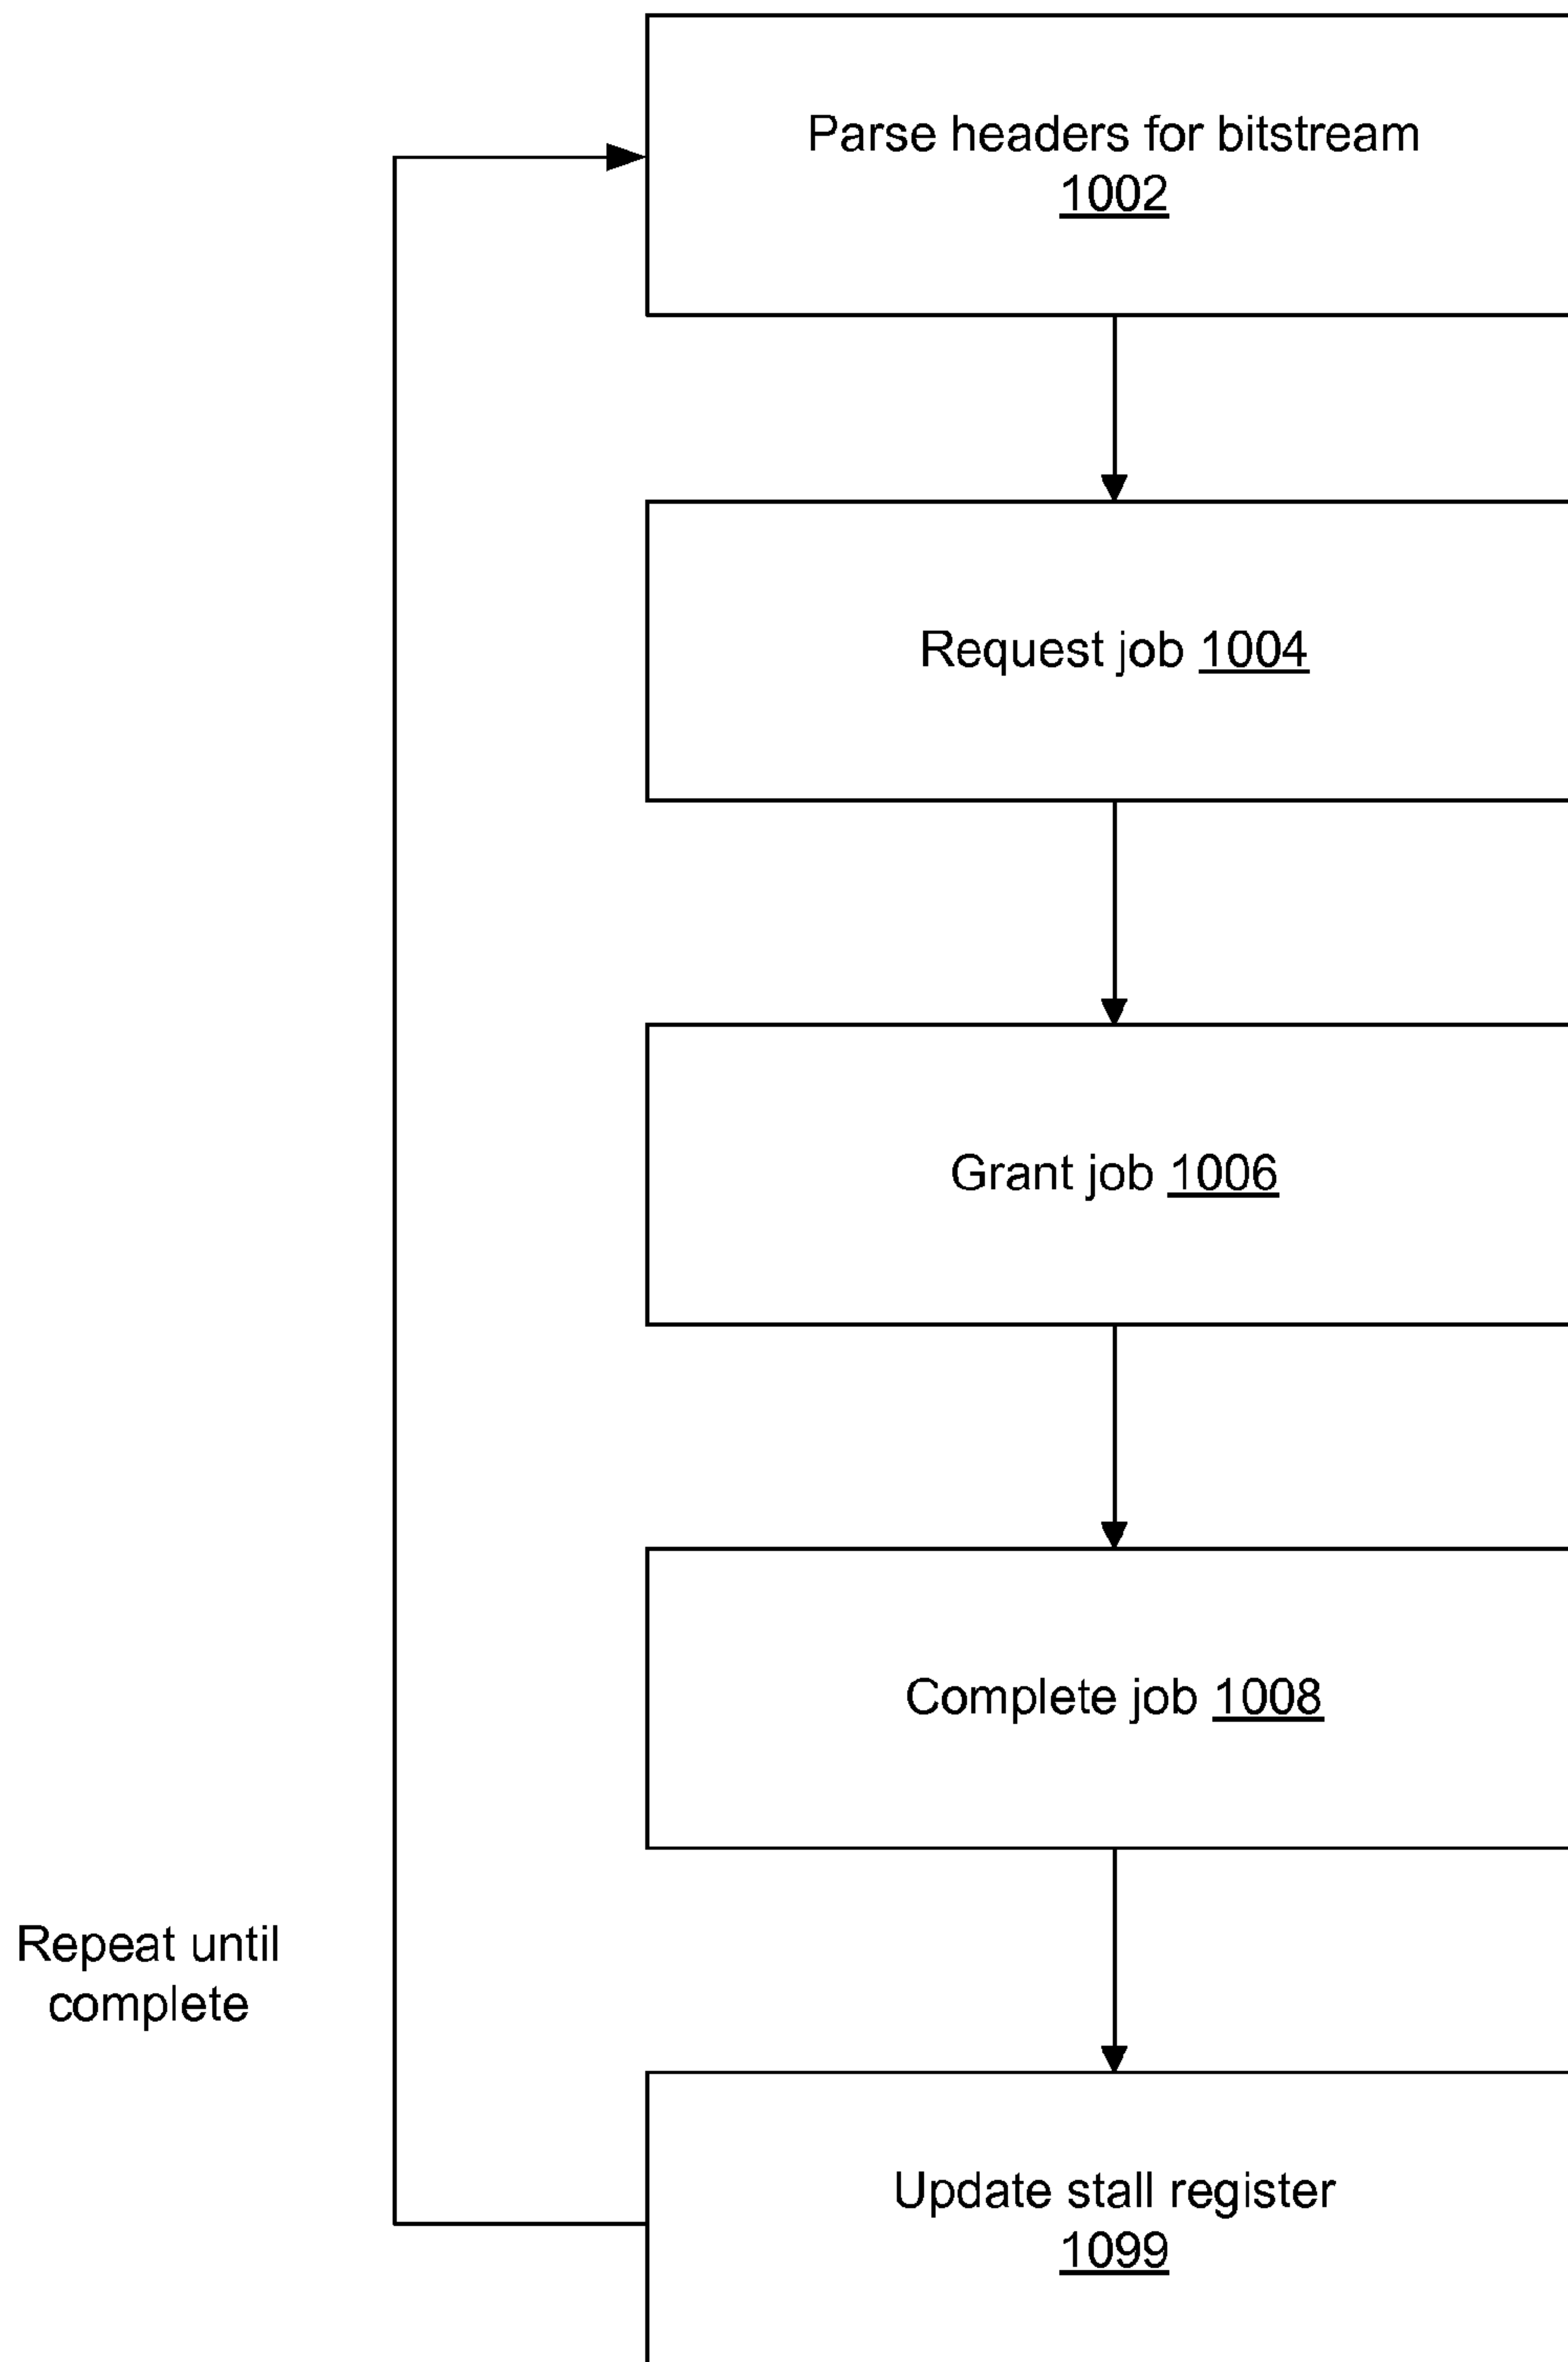 Parse headers for bitstream
1002
Request job 1004
Grant job 1006
Complete job 1008
Repeat until
complete
Update stall register
1099